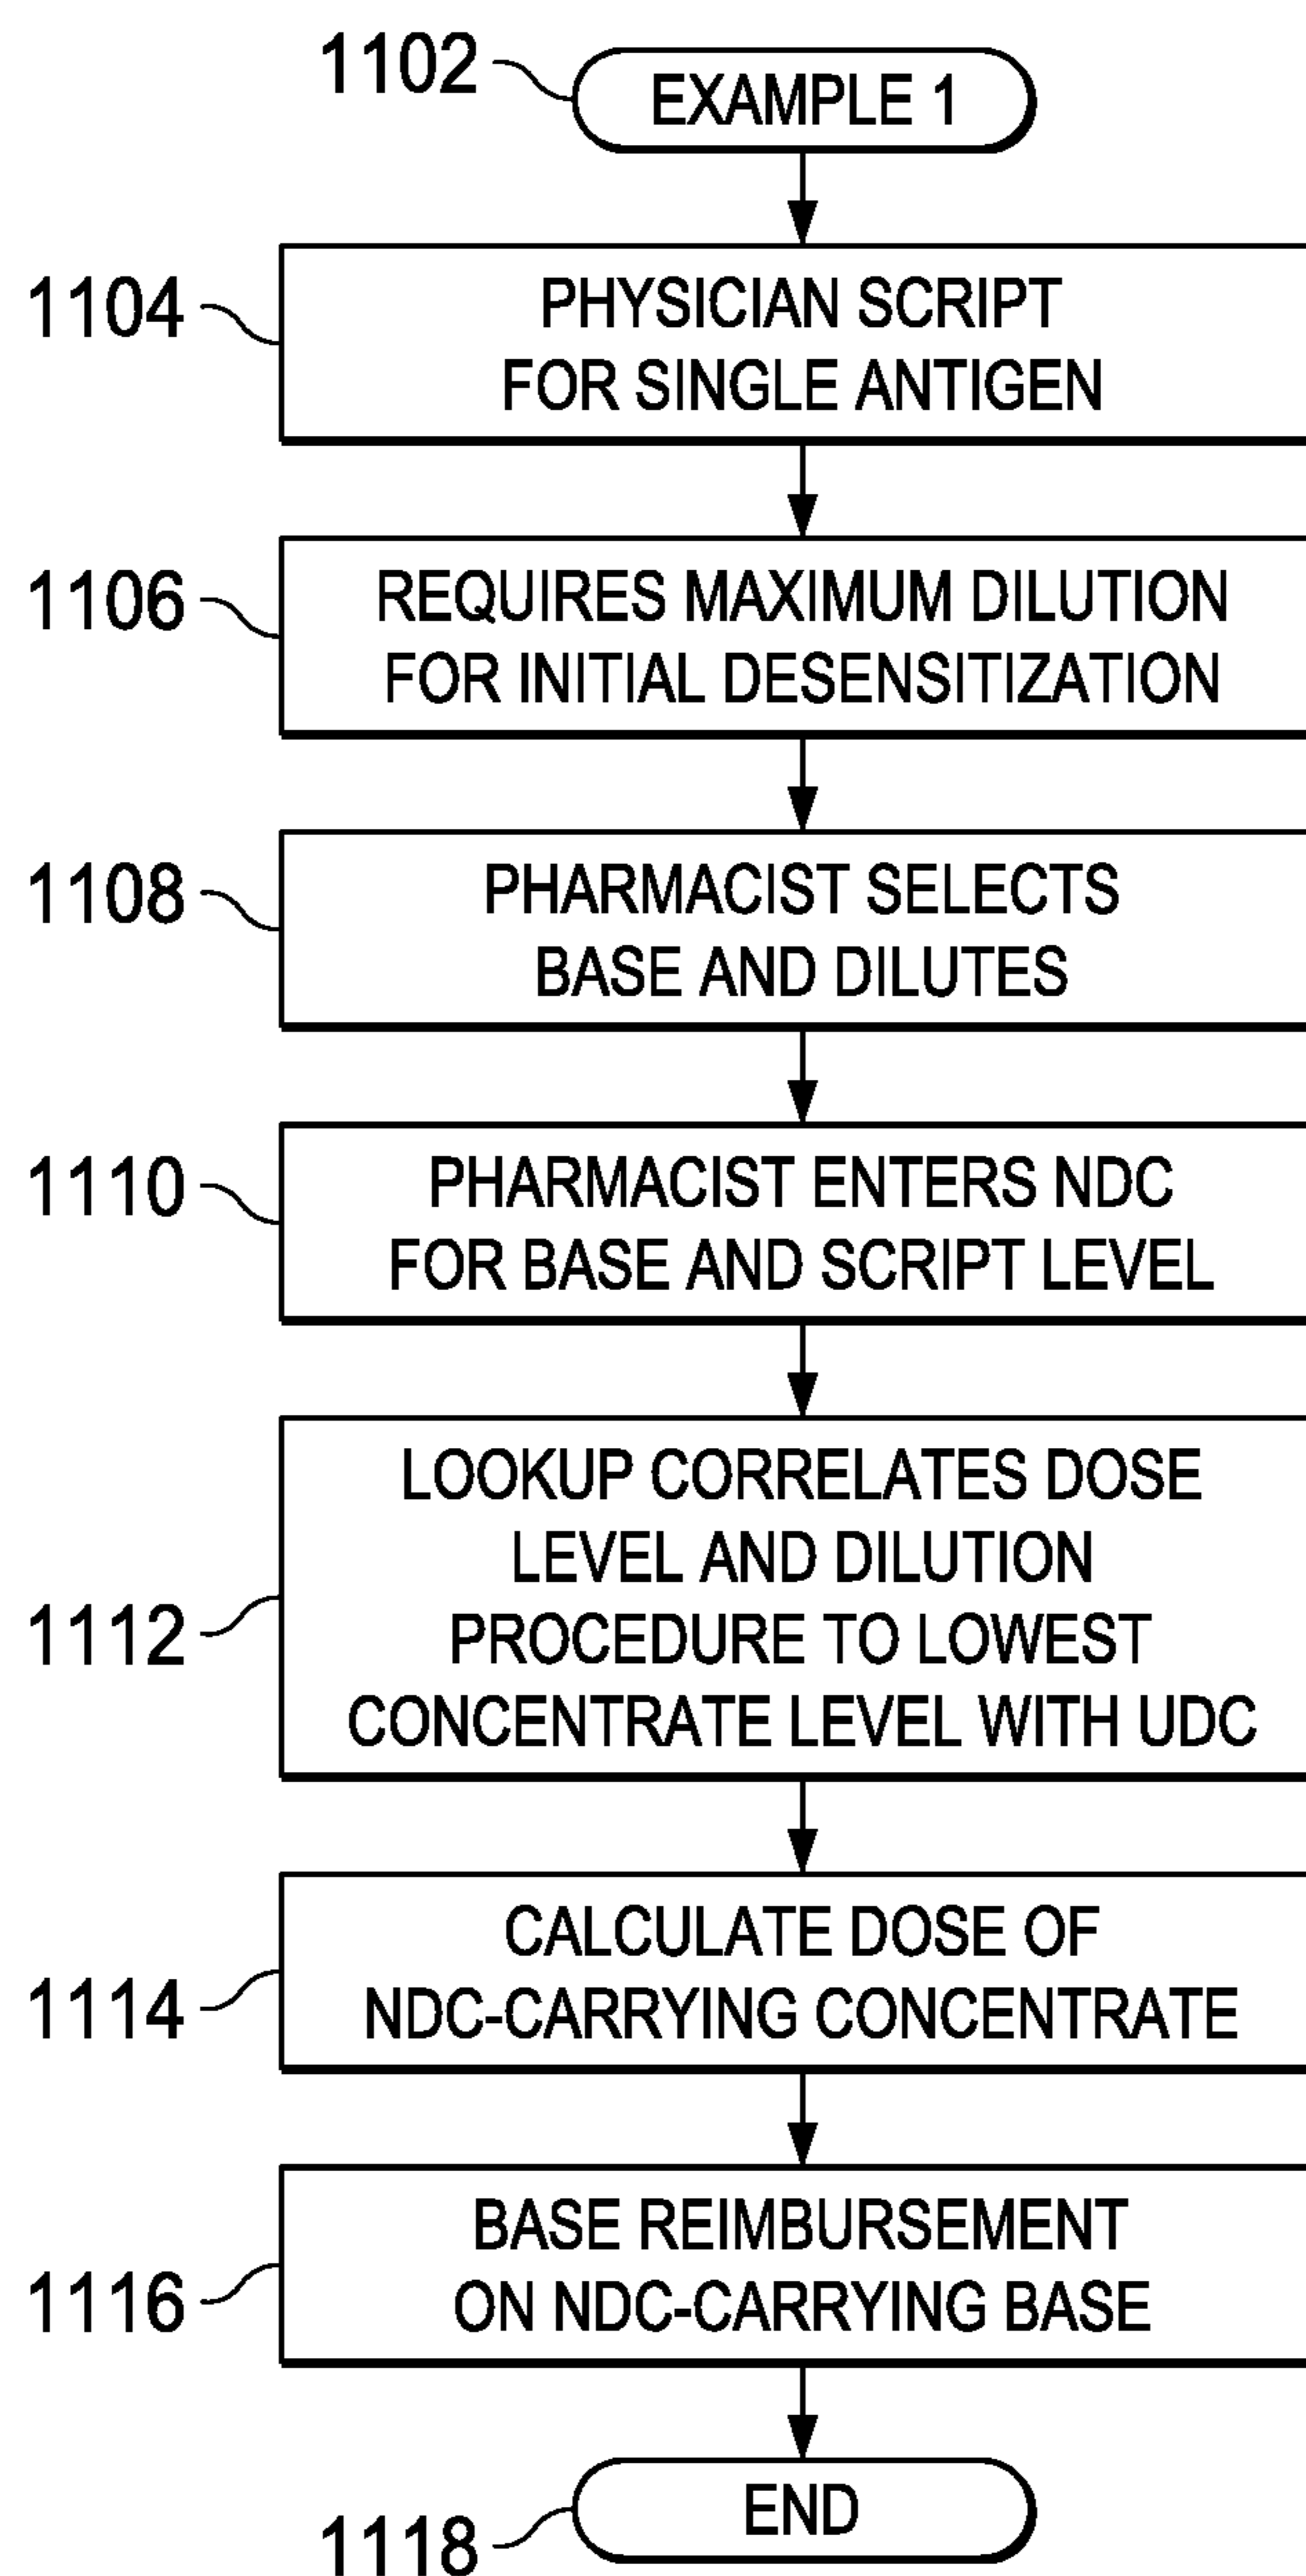 1102
EXAMPLE 1
1104
PHYSICIAN SCRIPT
FOR SINGLE ANTIGEN
1106
REQUIRES MAXIMUM DILUTION
FOR INITIAL DESENSITIZATION
1108
PHARMACIST SELECTS
BASE AND DILUTES
1110
PHARMACIST ENTERS NDC
FOR BASE AND SCRIPT LEVEL
1112
LOOKUP CORRELATES DOSE
LEVEL AND DILUTION
PROCEDURE TO LOWEST
CONCENTRATE LEVEL WITH UDC
1114
CALCULATE DOSE OF
NDC-CARRYING CONCENTRATE
1116
BASE REIMBURSEMENT
ON NDC-CARRYING BASE
1118
END